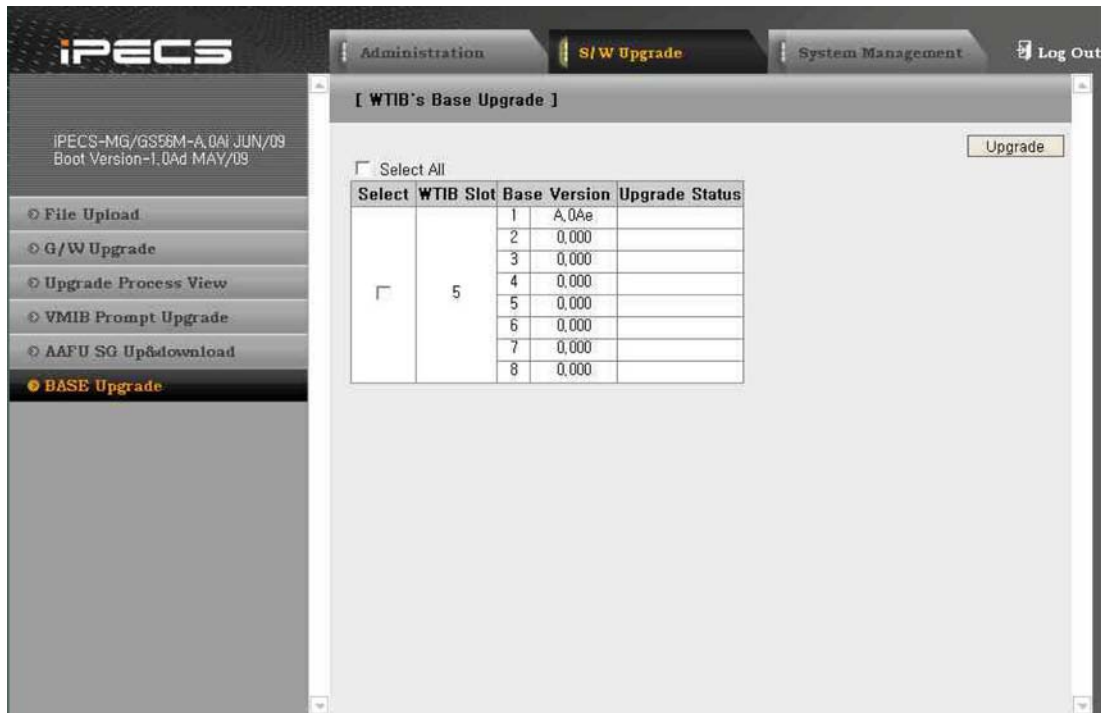 iPECS
Administration
S/W Upgrade
System Management
Log Out
iPECS-MG/GS56M-A,0Ai JUN/09
Boot Version-1,0Ad MAY/09
File Upload
G/W Upgrade
Upgrade Process View
VMIB Prompt Upgrade
AAFU SG Up&download
BASE Upgrade
[ WTIB's Base Upgrade ]
Upgrade
Select All
Select WTIB Slot Base Version Upgrade Status
5
1 A,0Ae
2 0,000
3 0,000
4 0,000
5 0,000
6 0,000
7 0,000
8 0,000